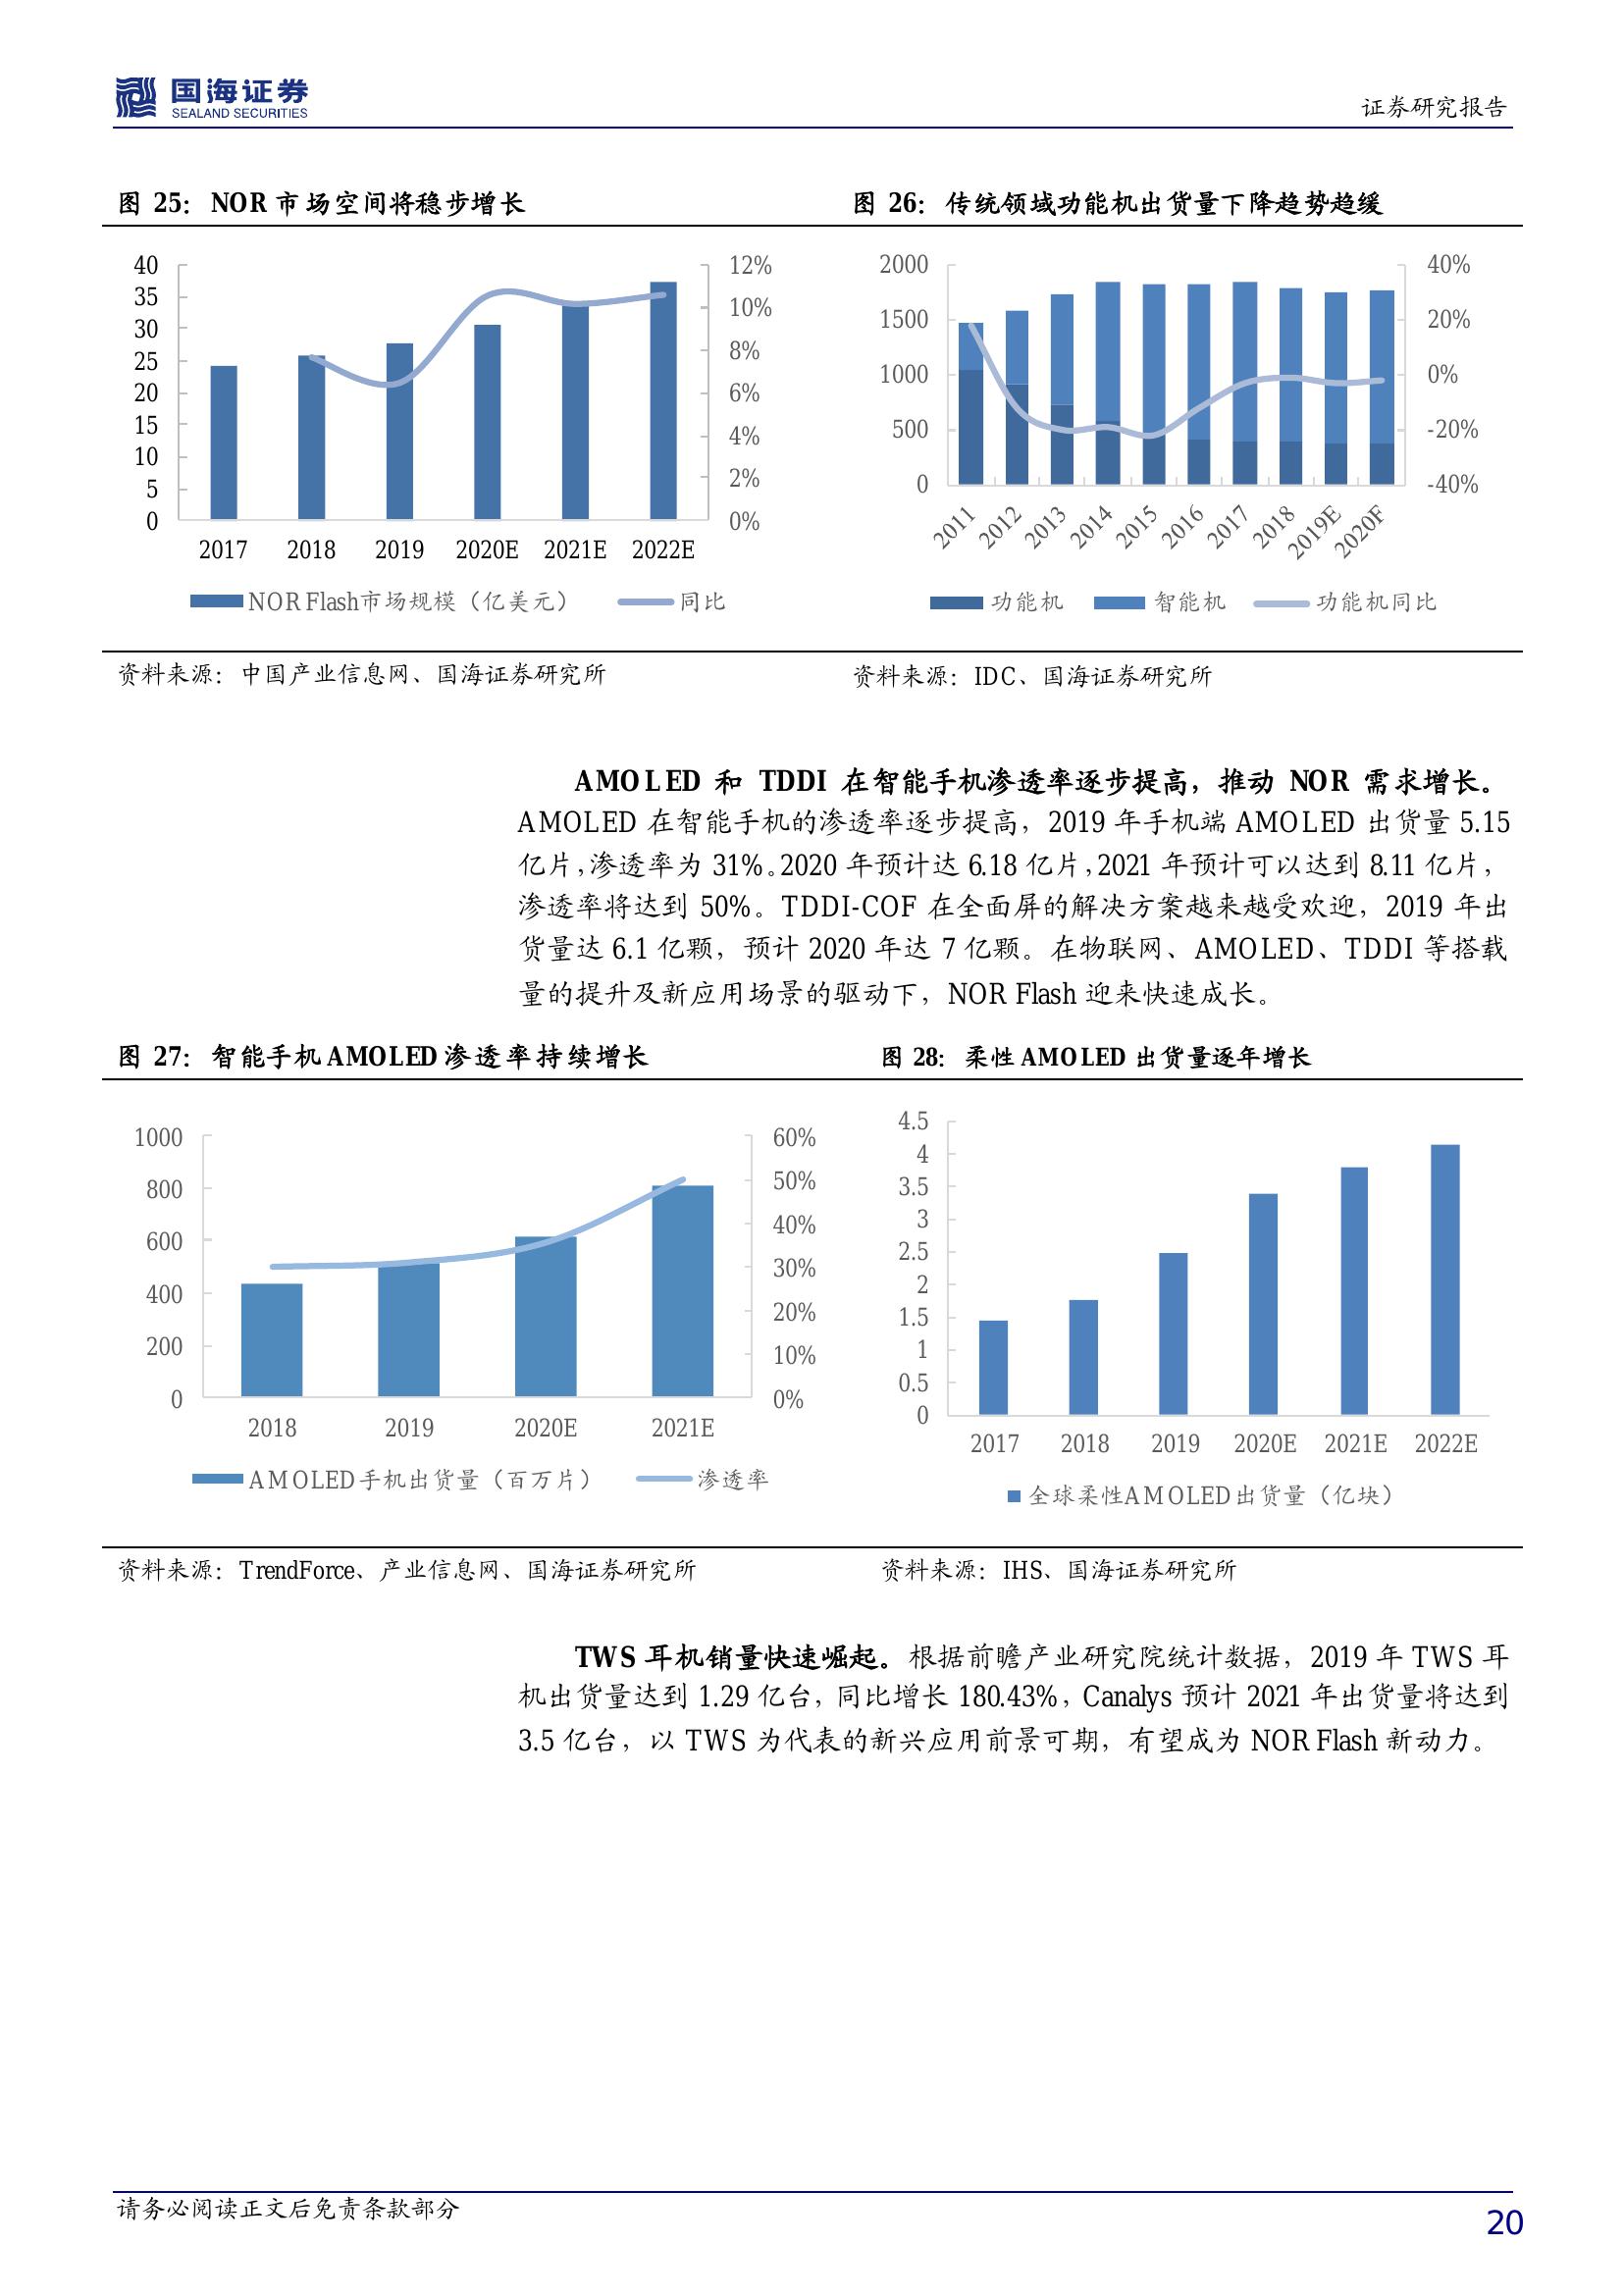 国海证券
SEALAND SECURITIES
证券研究报告
图 25：NOR 市场空间将稳步增长
40
35
30
25
20
15
10
5
0
12%
10%
8%
6%
4%
2%
0%
2017 2018 2019 2020E 2021E 2022E
NOR Flash市场规模（亿美元） 同比
资料来源：中国产业信息网、国海证券研究所
图 26：传统领域功能机出货量下降趋势趋缓
2000
1500
1000
500
0
40%
20%
0%
-20%
-40%
2011 2012 2013 2014 2015 2016 2017 2018 2019E 2020F
功能机 智能机 功能机同比
资料来源：IDC、国海证券研究所
AMOLED 和 TDDI 在智能手机渗透率逐步提高，推动 NOR 需求增长。
AMOLED 在智能手机的渗透率逐步提高，2019 年手机端 AMOLED 出货量 5.15
亿片，渗透率为 31%。2020 年预计达 6.18 亿片，2021 年预计可以达到 8.11 亿片，
渗透率将达到 50%。TDDI-COF 在全面屏的解决方案越来越受欢迎，2019 年出
货量达 6.1 亿颗，预计 2020 年达 7 亿颗。在物联网、AMOLED、TDDI 等搭载
量的提升及新应用场景的驱动下，NOR Flash 迎来快速成长。
图 27：智能手机 AMOLED 渗透率持续增长
1000
800
600
400
200
0
60%
50%
40%
30%
20%
10%
0%
2018 2019 2020E 2021E
AMOLED手机出货量（百万片） 渗透率
资料来源：TrendForce、产业信息网、国海证券研究所
图 28：柔性 AMOLED 出货量逐年增长
4.5
4
3.5
3
2.5
2
1.5
1
0.5
0
2017 2018 2019 2020E 2021E 2022E
全球柔性AMOLED出货量（亿块）
资料来源：IHS、国海证券研究所
TWS 耳机销量快速崛起。根据前瞻产业研究院统计数据，2019 年 TWS 耳
机出货量达到 1.29 亿台，同比增长 180.43%，Canalys 预计 2021 年出货量将达到
3.5 亿台，以 TWS 为代表的新兴应用前景可期，有望成为 NOR Flash 新动力。
请务必阅读正文后免责条款部分
20